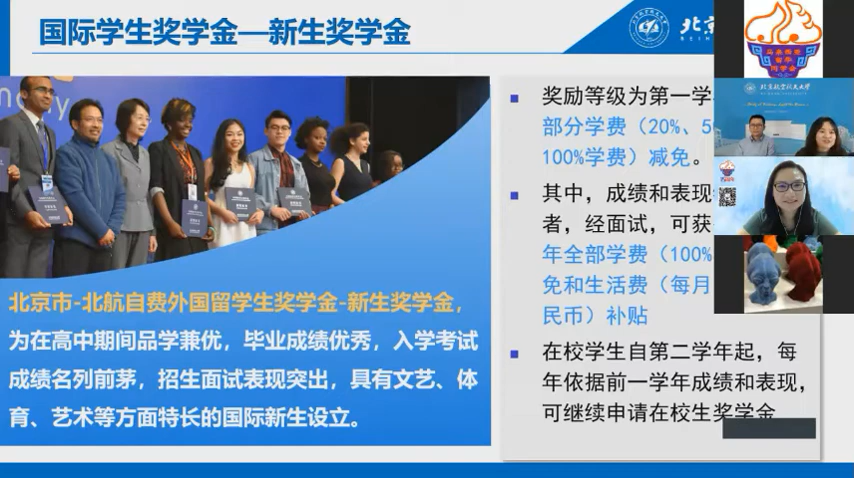 国际学生奖学金—新生奖学金
北京
北京市-北航自费外国留学生奖学金-新生奖学金，
为在高中期间品学兼优，毕业成绩优秀，入学考试
成绩名列前茅，招生面试表现突出，具有文艺、体
育、艺术等方面特长的国际新生设立。
奖励等级为第一学
部分学费（20%、5
100%学费）减免。
其中，成绩和表现
者，经面试，可获
年全部学费（100%
免和生活费（每月
民币）补贴
在校学生自第二学年起，每
年依据前一学年成绩和表现，
可继续申请在校生奖学金
马来西亚
留华
同学会
北京航空航天大学